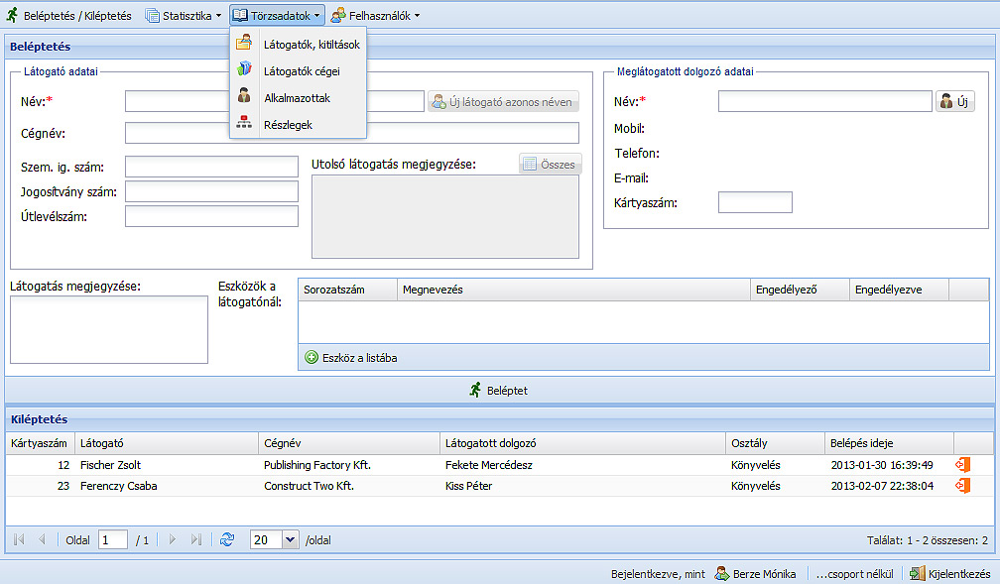 Beléptetés / Kiléptetés Statisztika Törzsadatok Felhasználók
Látogatók, kitiltások
Látogatók cégei
Alkalmazottak
Részlegek
Beléptetés
Látogató adatai
Név:* Új látogató azonos néven
Cégnév:
Szem. ig. szám: Utolsó látogatás megjegyzése: Összes
Jogosítvány szám:
Útlevélszám:
Meglátogatott dolgozó adatai
Név:* Új
Mobil:
Telefon:
E-mail:
Kártyaszám:
Látogatás megjegyzése:
Eszközök a
látogatónál:
Sorozatszám Megnevezés Engedélyező Engedélyezve
Eszköz a listába
Beléptet
Kiléptetés
Kártyaszám Látogató Cégnév Látogatott dolgozó Osztály Belépés ideje
12 Fischer Zsolt Publishing Factory Kft. Fekete Mercédesz Könyvelés 2013-01-30 16:39:49
23 Ferenczy Csaba Construct Two Kft. Kiss Péter Könyvelés 2013-02-07 22:38:04
Oldal 1 / 1 20 /oldal Találat: 1 - 2 összesen: 2
Bejelentkezve, mint Berze Mónika ...csoport nélkül Kijelentkezés